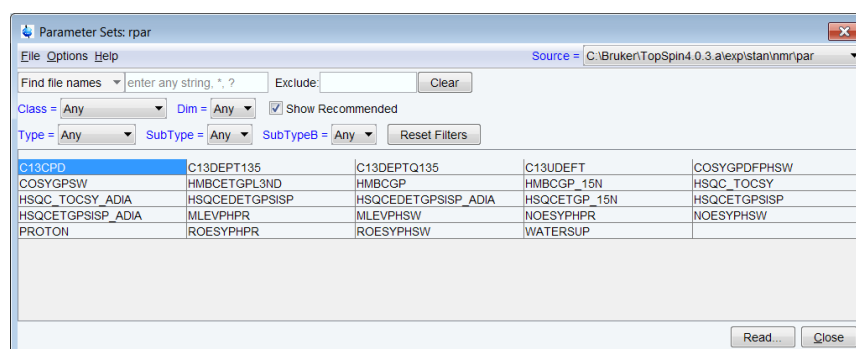 Parameter Sets: rpar
File Options Help Source = C:\Bruker\TopSpin4.0.3.a\exp\stan\nmr\par
Find file names enter any string, *, ? Exclude: Clear
Class = Any Dim = Any Show Recommended
Type = Any SubType = Any SubTypeB = Any Reset Filters
C13CPD C13DEPT135 C13DEPTQ135 C13UDEFT COSYGPDFPHSW
COSYGPSW HMBCETGPL3ND HMBCGP HMBCGP_15N HSQC_TOCSY
HSQC_TOCSY_ADIA HSQCEDETGPSISP HSQCEDETGPSISP_ADIA HSQCETGP_15N HSQCETGPSISP
HSQCETGPSISP_ADIA MLEVPHPR MLEVPHSW NOESYPHPR NOESYPHSW
PROTON ROESYPHPR ROESYPHSW WATERSUP
Read... Close